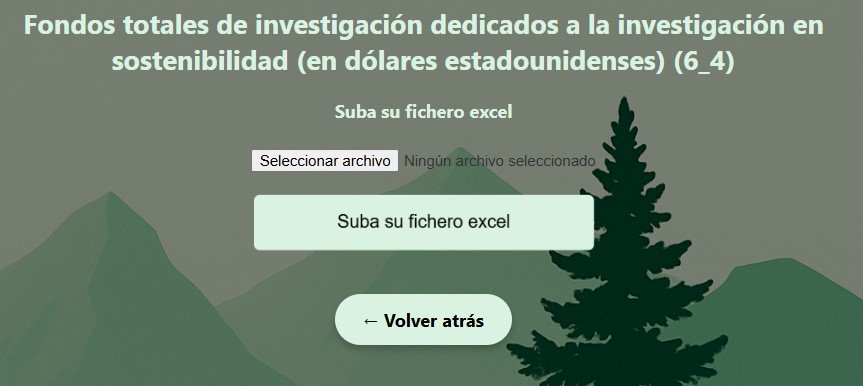 Fondos totales de investigación dedicados a la investigación en
sostenibilidad (en dólares estadounidenses) (6_4)
Suba su fichero excel
Seleccionar archivo Ningún archivo seleccionado
Suba su fichero excel
← Volver atrás